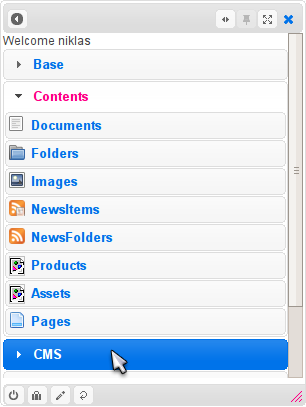 Welcome niklas
Base
Contents
Documents
Folders
Images
NewsItems
NewsFolders
Products
Assets
Pages
CMS